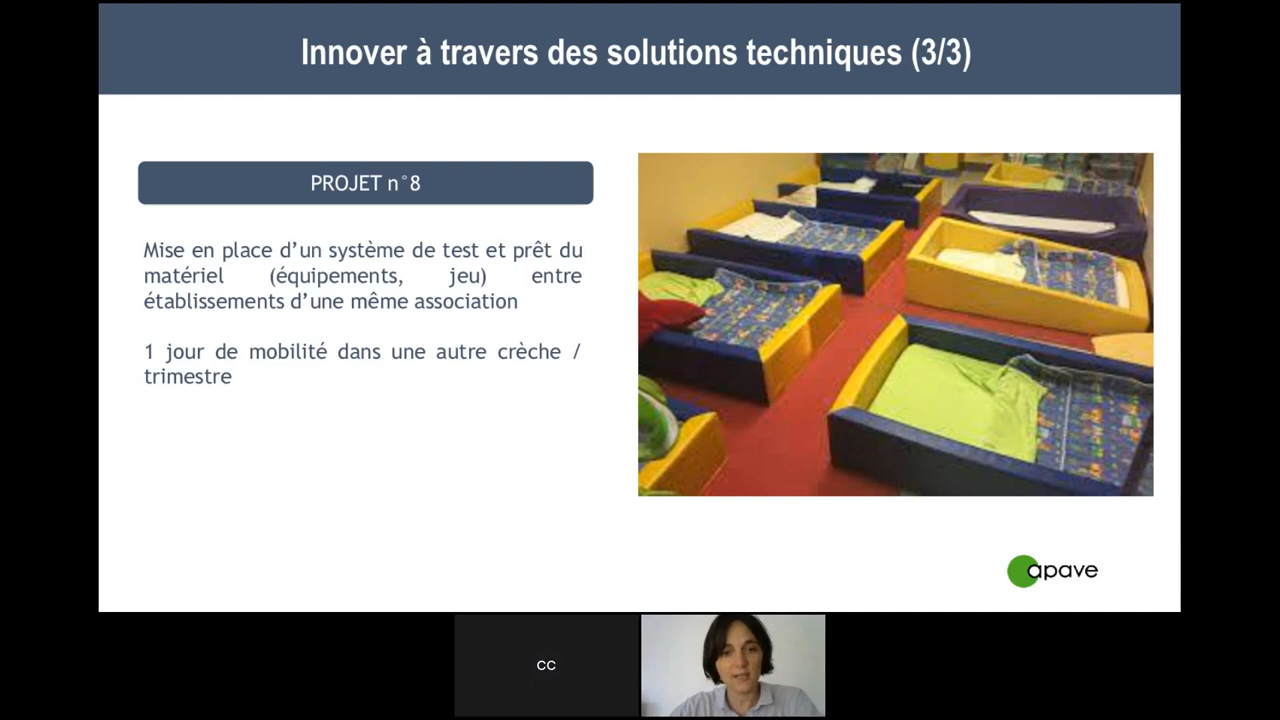 Innover à travers des solutions techniques (3/3)
PROJET n°8
Mise en place d’un système de test et prêt du
matériel (équipements, jeu) entre
établissements d’une même association
1 jour de mobilité dans une autre crèche /
trimestre
apave
CC